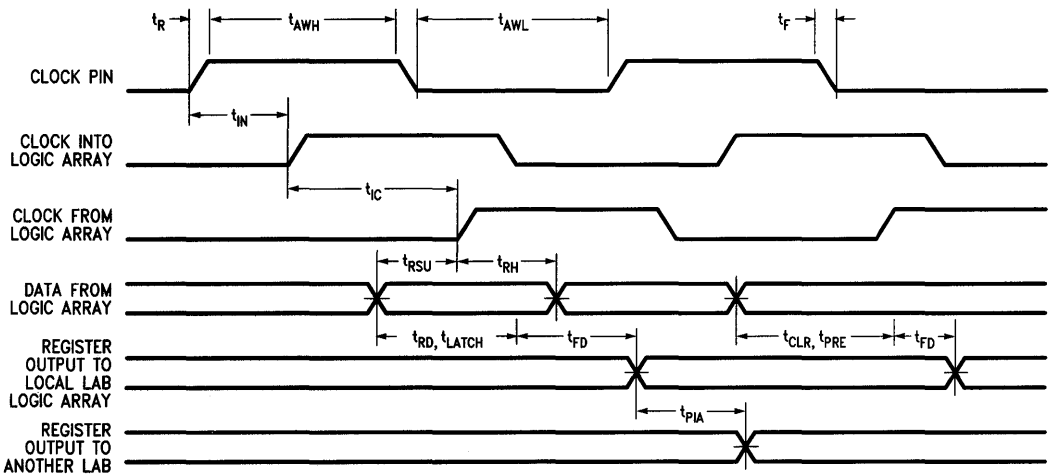 tR tAWH tAWL tF
CLOCK PIN
tIN
CLOCK INTO
LOGIC ARRAY
tIC
CLOCK FROM
LOGIC ARRAY
tRSU tRH
DATA FROM
LOGIC ARRAY
tRD, tLATCH tFD tCLR, tPRE tFD
REGISTER
OUTPUT TO
LOCAL LAB
LOGIC ARRAY
tPIA
REGISTER
OUTPUT TO
ANOTHER LAB